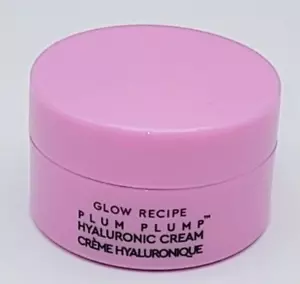 GLOW RECIPE
PLUM PLUMP™
HYALURONIC CREAM
CRÈME HYALURONIQUE